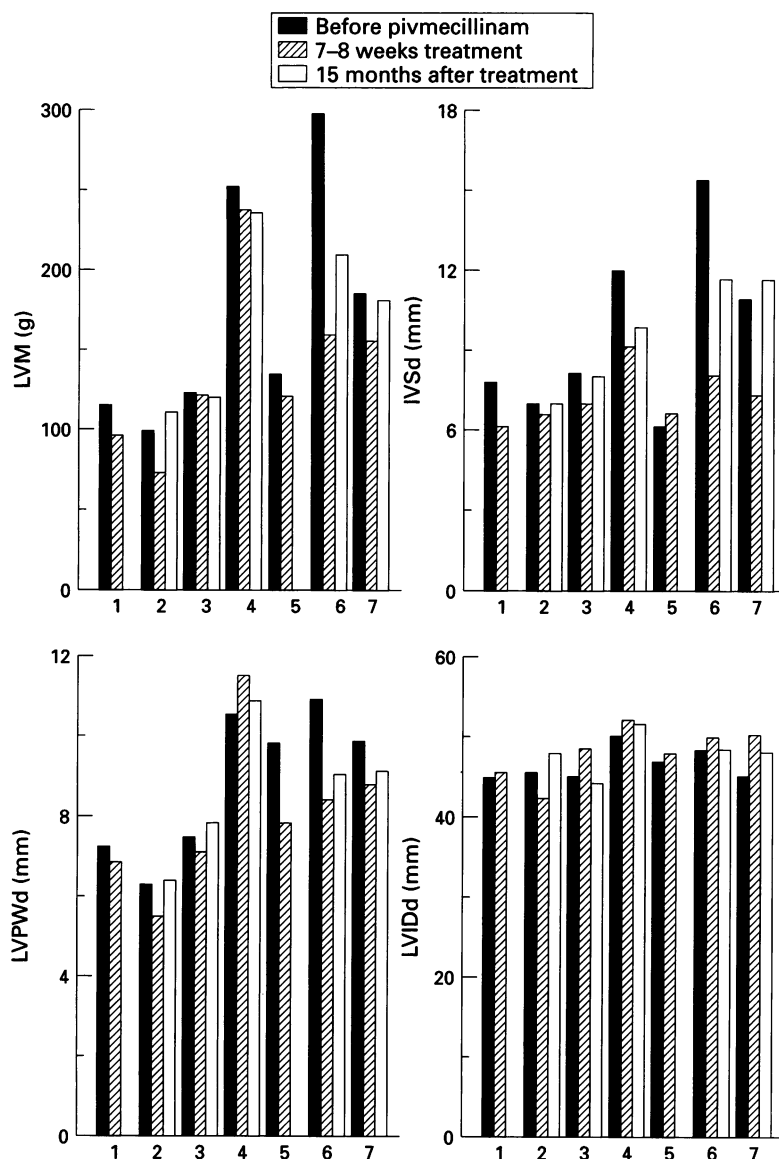 Before pivmecillinam
7–8 weeks treatment
15 months after treatment
300
200
100
0
LVM (g)
1 2 3 4 5 6 7
18
12
6
0
IVSd (mm)
1 2 3 4 5 6 7
12
8
4
0
LVPWd (mm)
1 2 3 4 5 6 7
60
40
20
0
LVIDd (mm)
1 2 3 4 5 6 7